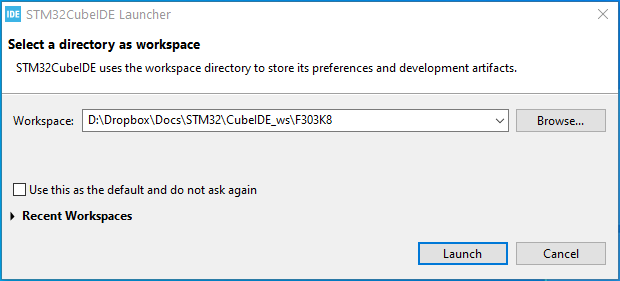 IDE STM32CubeIDE Launcher
Select a directory as workspace
STM32CubeIDE uses the workspace directory to store its preferences and development artifacts.
Workspace: D:\Dropbox\Docs\STM32\CubeIDE_ws\F303K8 Browse...
Use this as the default and do not ask again
Recent Workspaces
Launch Cancel